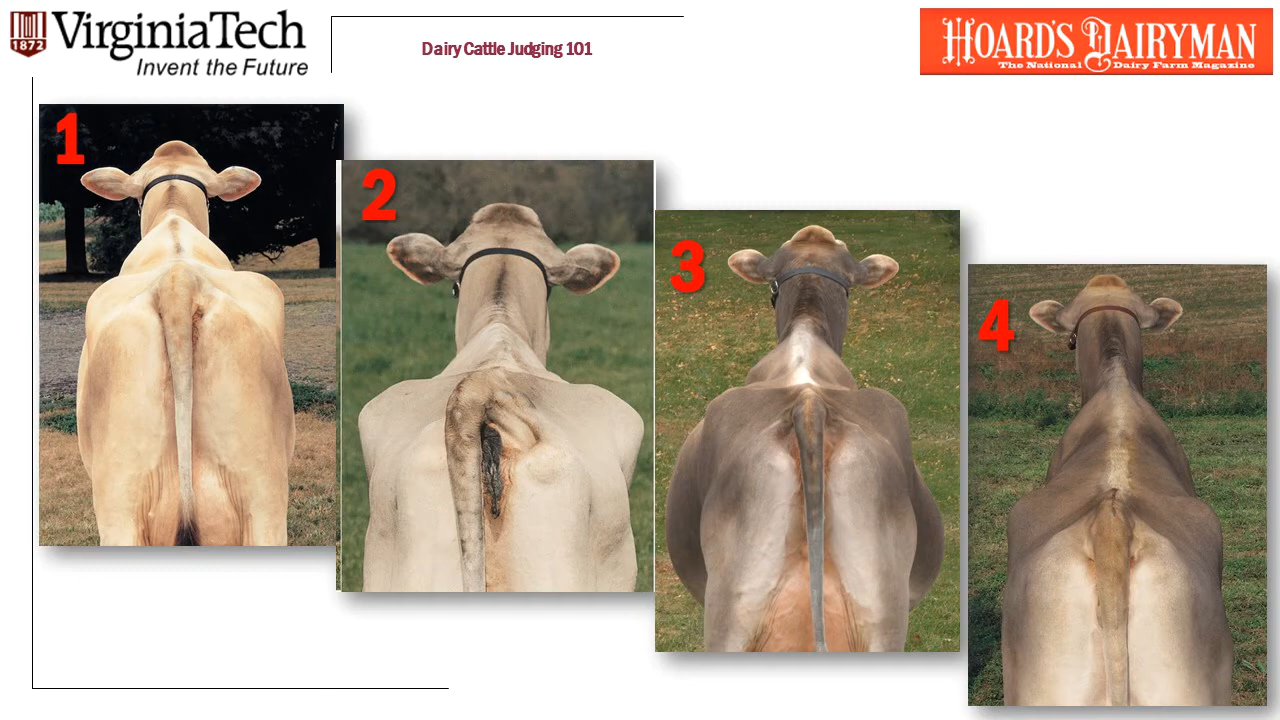 1872
VirginiaTech
Invent the Future
Dairy Cattle Judging 101
HOARD'S DAIRYMAN
The National Dairy Farm Magazine
1
2
3
4